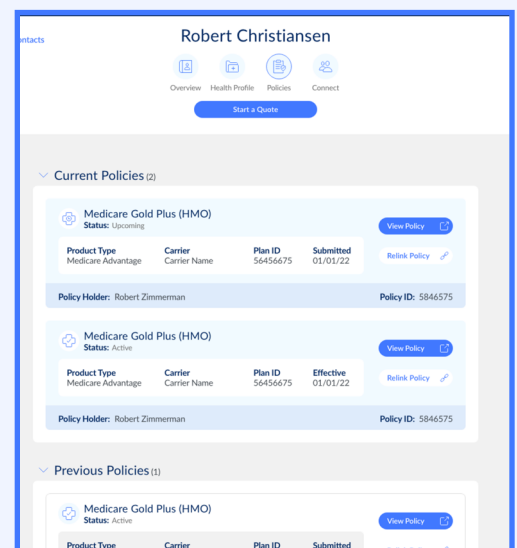 ontacts
Robert Christiansen
Overview Health Profile Policies Connect
Start a Quote
Current Policies (2)
Medicare Gold Plus (HMO)
Status: Upcoming
View Policy
Product Type Carrier Plan ID Submitted
Medicare Advantage Carrier Name 56456675 01/01/22
Relink Policy
Policy Holder: Robert Zimmerman Policy ID: 5846575
Medicare Gold Plus (HMO)
Status: Active
View Policy
Product Type Carrier Plan ID Effective
Medicare Advantage Carrier Name 56456675 01/01/22
Relink Policy
Policy Holder: Robert Zimmerman Policy ID: 5846575
Previous Policies (1)
Medicare Gold Plus (HMO)
Status: Active
View Policy
Product Type Carrier Plan ID Submitted